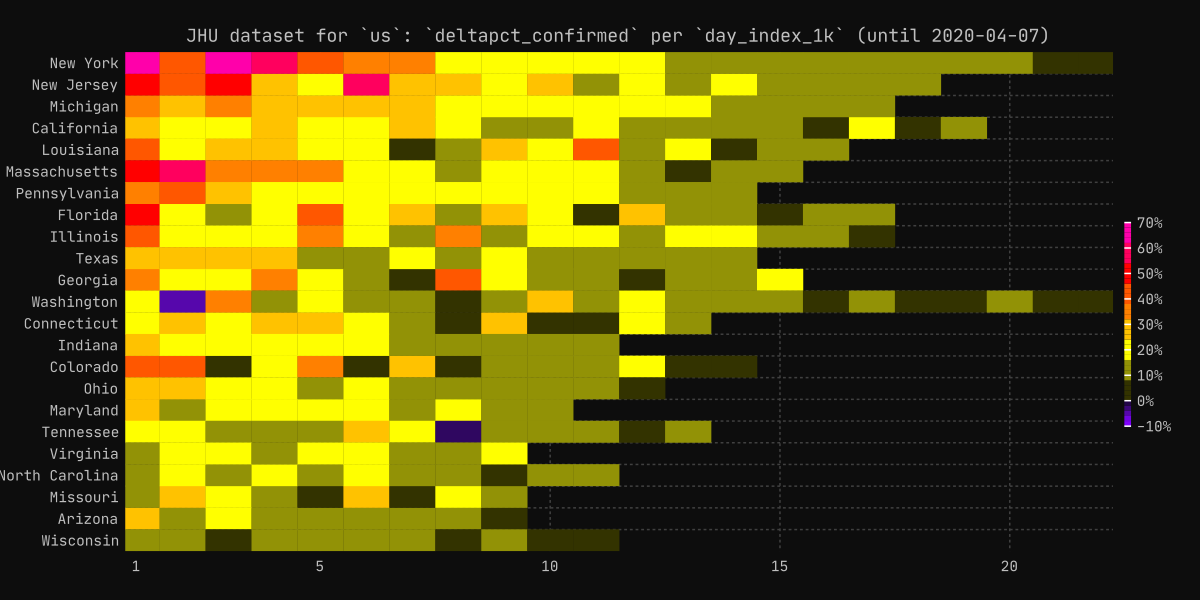 JHU dataset for `us`: `deltapct_confirmed` per `day_index_1k` (until 2020-04-07)
New York
New Jersey
Michigan
California
Louisiana
Massachusetts
Pennsylvania
Florida
Illinois
Texas
Georgia
Washington
Connecticut
Indiana
Colorado
Ohio
Maryland
Tennessee
Virginia
North Carolina
Missouri
Arizona
Wisconsin
1 5 10 15 20
70%
60%
50%
40%
30%
20%
10%
0%
-10%